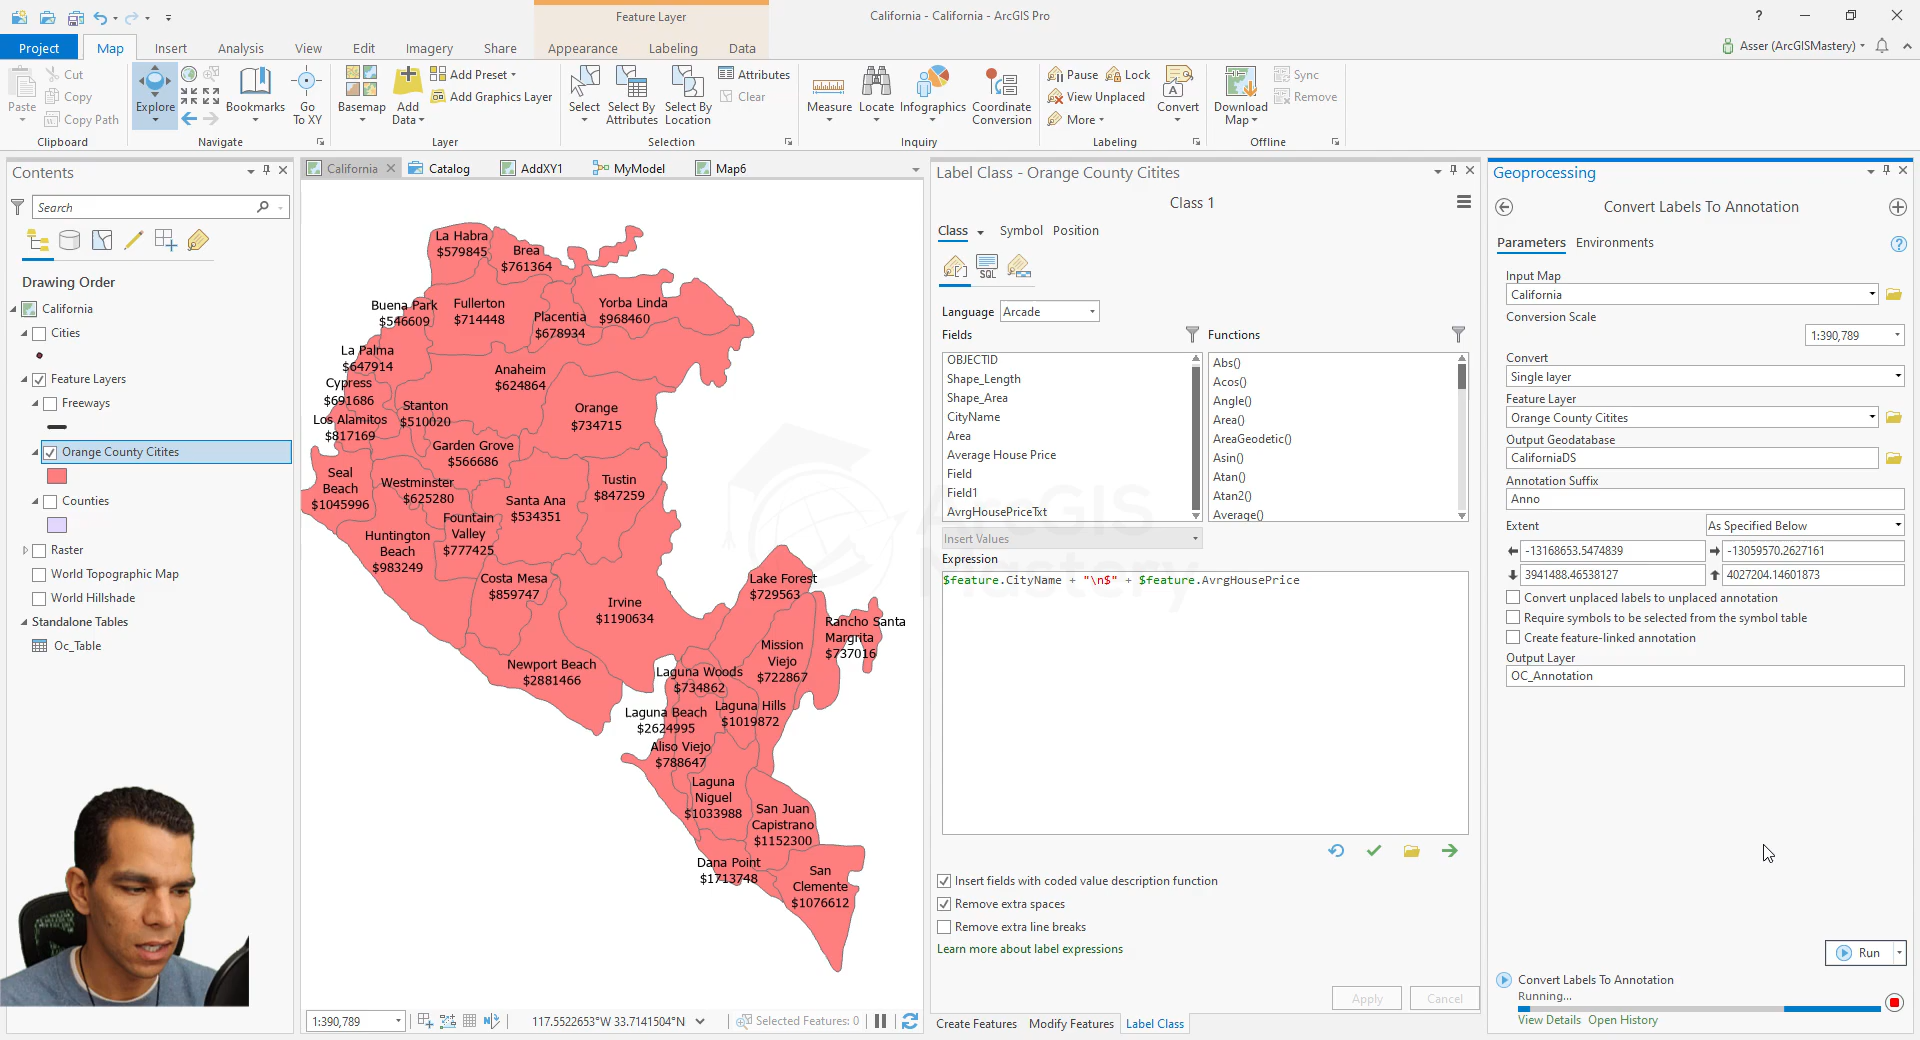 Feature Layer
California - California - ArcGIS Pro
?
Project
Map
Insert
Analysis
View
Edit
Imagery
Share
Appearance
Labeling
Data
Asser (ArcGISMastery)
Paste
Cut
Copy
Copy Path
Clipboard
Explore
Bookmarks
Go
To XY
Navigate
Basemap
Add
Data
Add Preset
Add Graphics Layer
Layer
Select
Select By
Attributes
Select By
Location
Attributes
Clear
Selection
Measure
Locate
Infographics
Coordinate
Conversion
Inquiry
Pause
Lock
View Unplaced
More
Convert
Labeling
Download
Map
Sync
Remove
Offline
Contents
Search
Drawing Order
California
Cities
Feature Layers
Freeways
Orange County Citites
Counties
Raster
World Topographic Map
World Hillshade
Standalone Tables
Oc_Table
California
Catalog
AddXY1
MyModel
Map6
La Habra
$579845
Brea
$761364
Buena Park
$546609
Fullerton
$714448
Placentia
$678934
Yorba Linda
$968460
La Palma
$647914
Cypress
$691686
Anaheim
$624864
Los Alamitos
$817169
Stanton
$510020
Orange
$734715
Garden Grove
$566686
Seal
Beach
$1045996
Westminster
$625280
Santa Ana
$534351
Tustin
$847259
Fountain
Valley
$777425
Huntington
Beach
$983249
Costa Mesa
$859747
Irvine
$1190634
Lake Forest
$729563
Rancho Santa
Margrita
$737016
Mission
Viejo
$722867
Newport Beach
$2881466
Laguna Woods
$734862
Laguna Beach
$2624995
Laguna Hills
$1019872
Aliso Viejo
$788647
Laguna
Niguel
$1033988
San Juan
Capistrano
$1152300
Dana Point
$1713748
San
Clemente
$1076612
1:390,789
117.5522653°W 33.7141504°N
Selected Features: 0
Label Class - Orange County Citites
Class 1
Class
Symbol
Position
SQL
Language
Arcade
Fields
OBJECTID
Shape_Length
Shape_Area
CityName
Area
Average House Price
Field
Field1
AvrgHousePriceTxt
Functions
Abs()
Acos()
Angle()
Area()
AreaGeodetic()
Asin()
Atan()
Atan2()
Average()
Insert Values
Expression
$feature.CityName + "\n$" + $feature.AvrgHousePrice
ArcGIS
Mastery
Insert fields with coded value description function
Remove extra spaces
Remove extra line breaks
Learn more about label expressions
Apply
Cancel
Create Features
Modify Features
Label Class
Geoprocessing
Convert Labels To Annotation
Parameters
Environments
?
Input Map
California
Conversion Scale
1:390,789
Convert
Single layer
Feature Layer
Orange County Citites
Output Geodatabase
CaliforniaDS
Annotation Suffix
Anno
Extent
As Specified Below
-13168653.5474839
-13059570.2627161
3941488.46538127
4027204.14601873
Convert unplaced labels to unplaced annotation
Require symbols to be selected from the symbol table
Create feature-linked annotation
Output Layer
OC_Annotation
Run
Convert Labels To Annotation
Running...
View Details
Open History